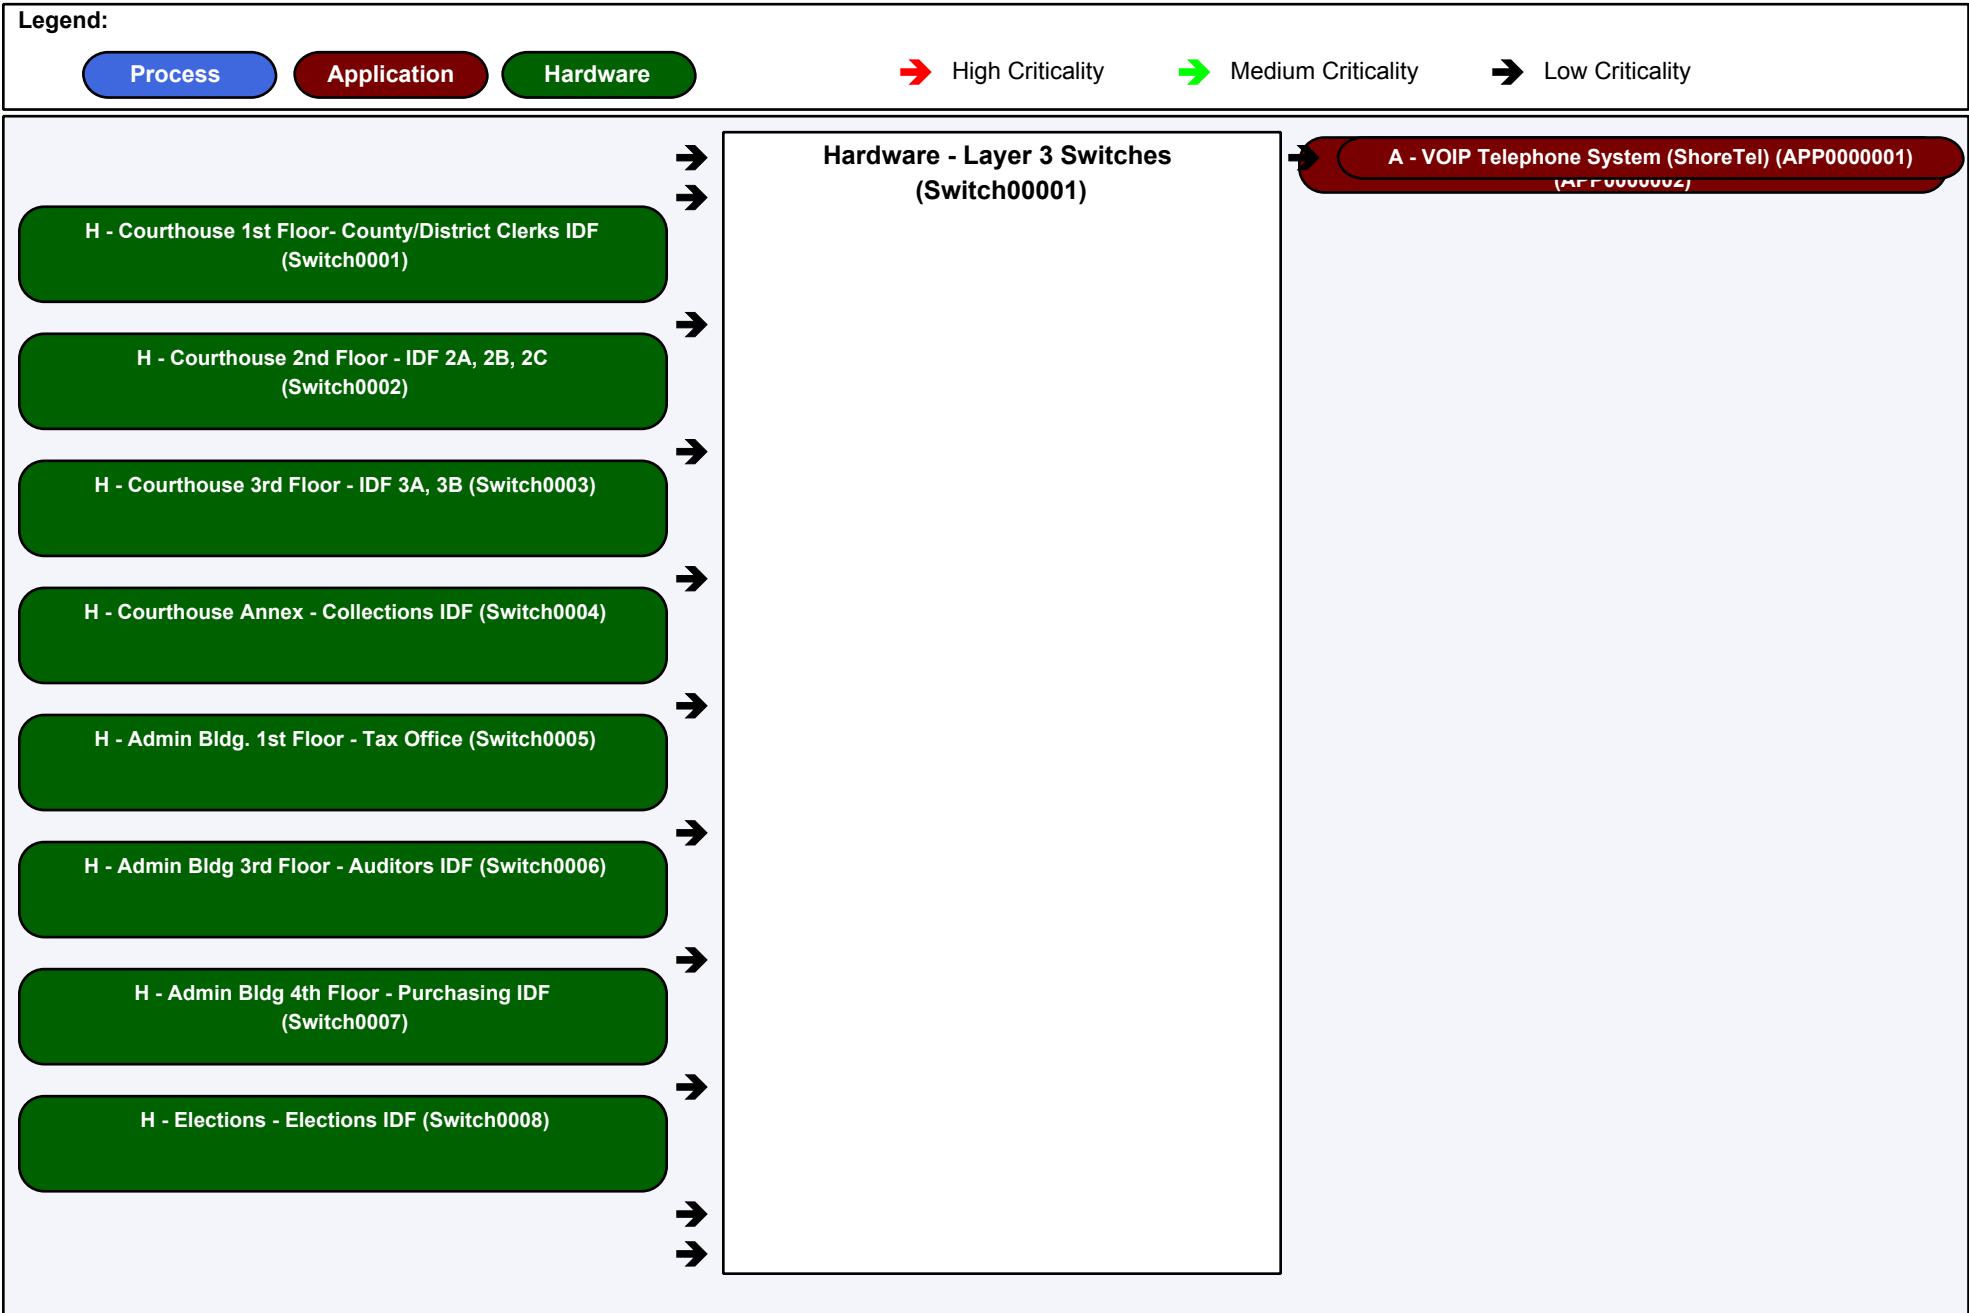 Legend:
Process
Application
Hardware
High Criticality
Medium Criticality
Low Criticality
H - Courthouse 1st Floor- County/District Clerks IDF
(Switch0001)
H - Courthouse 2nd Floor - IDF 2A, 2B, 2C
(Switch0002)
H - Courthouse 3rd Floor - IDF 3A, 3B (Switch0003)
H - Courthouse Annex - Collections IDF (Switch0004)
H - Admin Bldg. 1st Floor - Tax Office (Switch0005)
H - Admin Bldg 3rd Floor - Auditors IDF (Switch0006)
H - Admin Bldg 4th Floor - Purchasing IDF
(Switch0007)
H - Elections - Elections IDF (Switch0008)
Hardware - Layer 3 Switches
(Switch00001)
A - VOIP Telephone System (ShoreTel) (APP0000001)
(APP0000002)